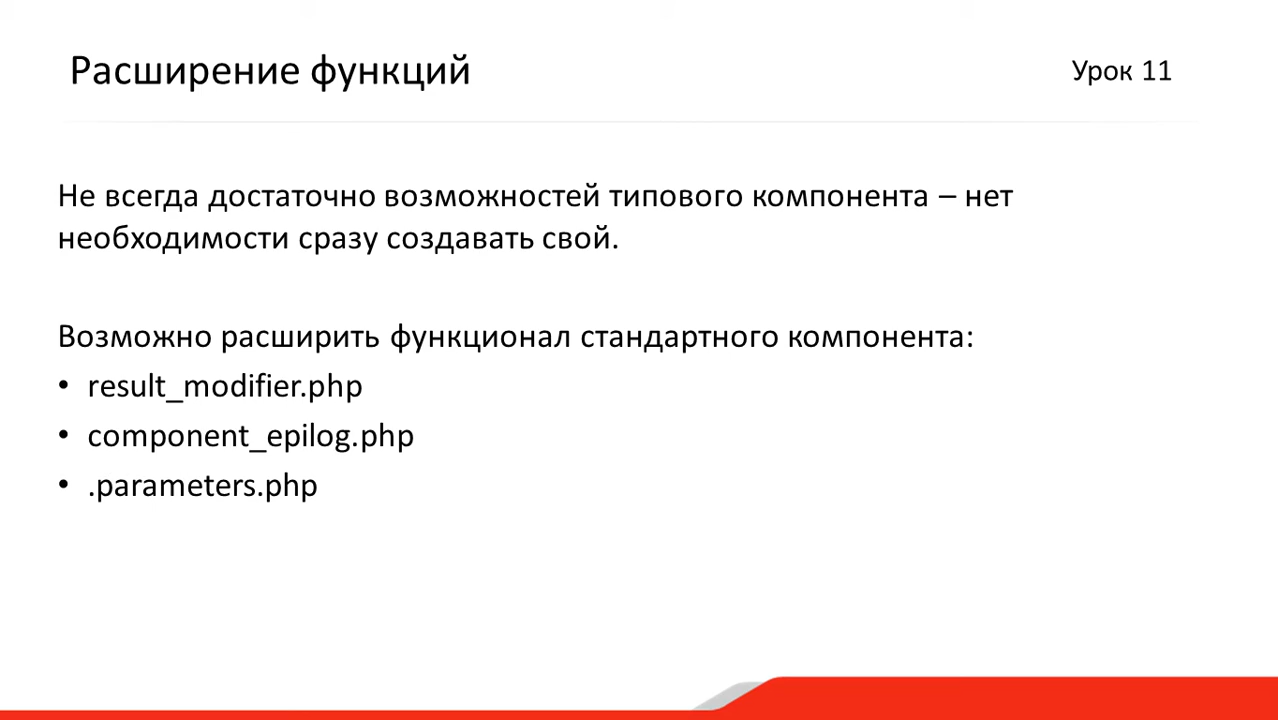 Расширение функций
Урок 11
Не всегда достаточно возможностей типового компонента – нет
необходимости сразу создавать свой.
Возможно расширить функционал стандартного компонента:
• result_modifier.php
• component_epilog.php
• .parameters.php